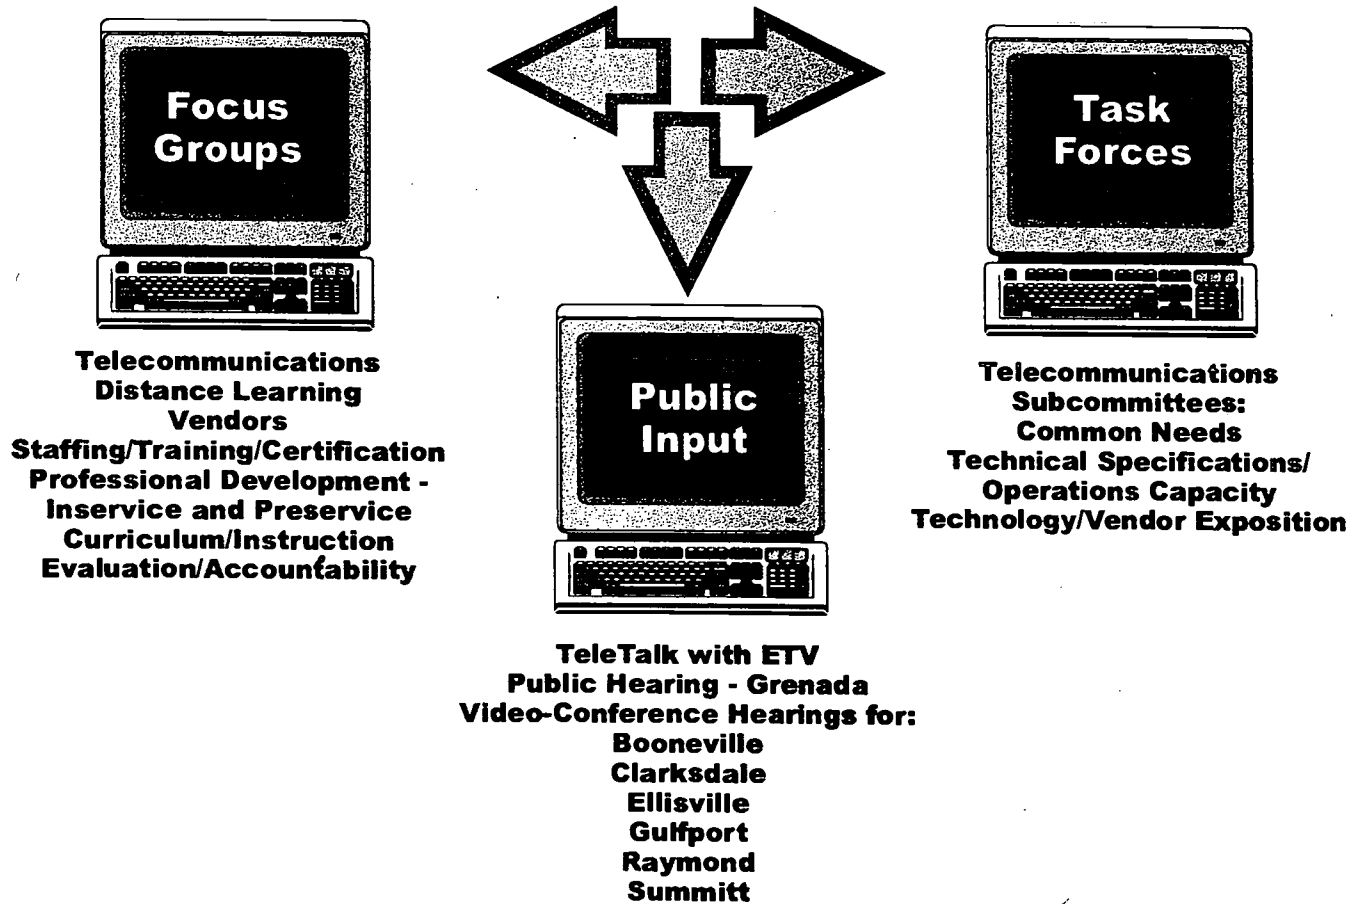 Focus
Groups
Telecommunications
Distance Learning
Vendors
Staffing/Training/Certification
Professional Development -
Inservice and Preservice
Curriculum/Instruction
Evaluation/Accountability
Public
Input
TeleTalk with ETV
Public Hearing - Grenada
Video-Conference Hearings for:
Booneville
Clarksdale
Ellisville
Gulfport
Raymond
Summitt
Task
Forces
Telecommunications
Subcommittees:
Common Needs
Technical Specifications/
Operations Capacity
Technology/Vendor Exposition